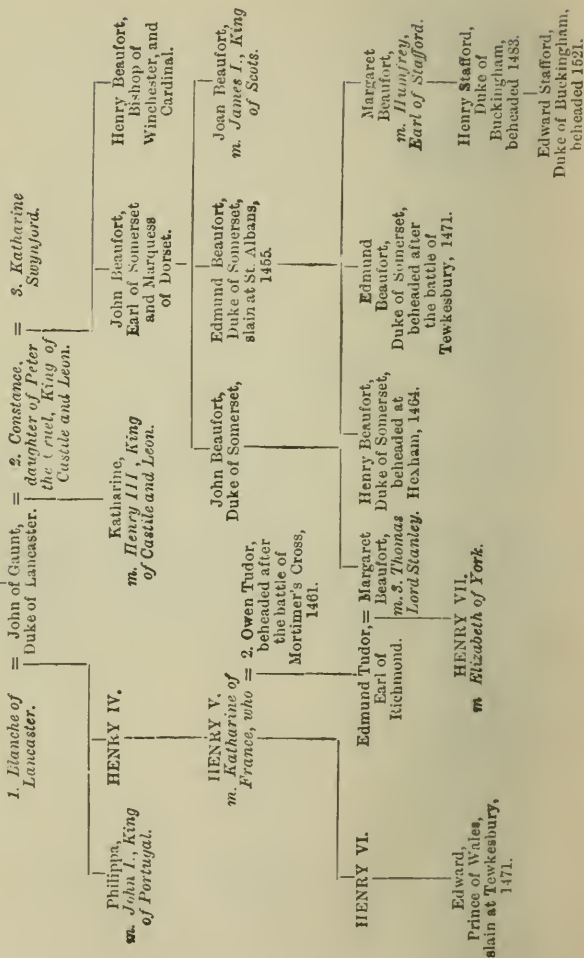 1. Blanche of
Lancaster.
= John of Gaunt,
Duke of Lancaster.
= 2. Constance,
daughter of Peter
the Cruel, King of
Castile and Leon.
= 3. Katharine
Swynford.
Philippa,
m. John I., King
of Portugal.
HENRY IV.
Katharine,
m. Henry III, King
of Castile and Leon.
John Beaufort,
Earl of Somerset
and Marquess
of Dorset.
Henry Beaufort,
Bishop of
Winchester, and
Cardinal.
HENRY V.
m. Katharine of
France, who
= 2. Owen Tudor,
beheaded after
the battle of
Mortimer's Cross,
1461.
John Beaufort,
Duke of Somerset,
Edmund Beaufort,
Duke of Somerset,
slain at St. Albans,
1455.
Joan Beaufort,
m. James I., King
of Scots.
HENRY VI.
Edmund Tudor,
Earl of
Richmond.
= Margaret
Beaufort,
m. 3. Thomas
Lord Stanley.
Henry Beaufort,
Duke of Somerset,
beheaded at
Hexham, 1464.
Edmund
Beaufort,
Duke of Somerset,
beheaded after
the battle of
Tewkesbury, 1471.
Margaret
Beaufort,
m. Humfrey,
Earl of Stafford.
Edward,
Prince of Wales,
slain at Tewkesbury,
1471.
HENRY VII.
m Elizabeth of York.
Henry Stafford,
Duke of
Buckingham,
beheaded 1483.
Edward Stafford,
Duke of Buckingham,
beheaded 1521.